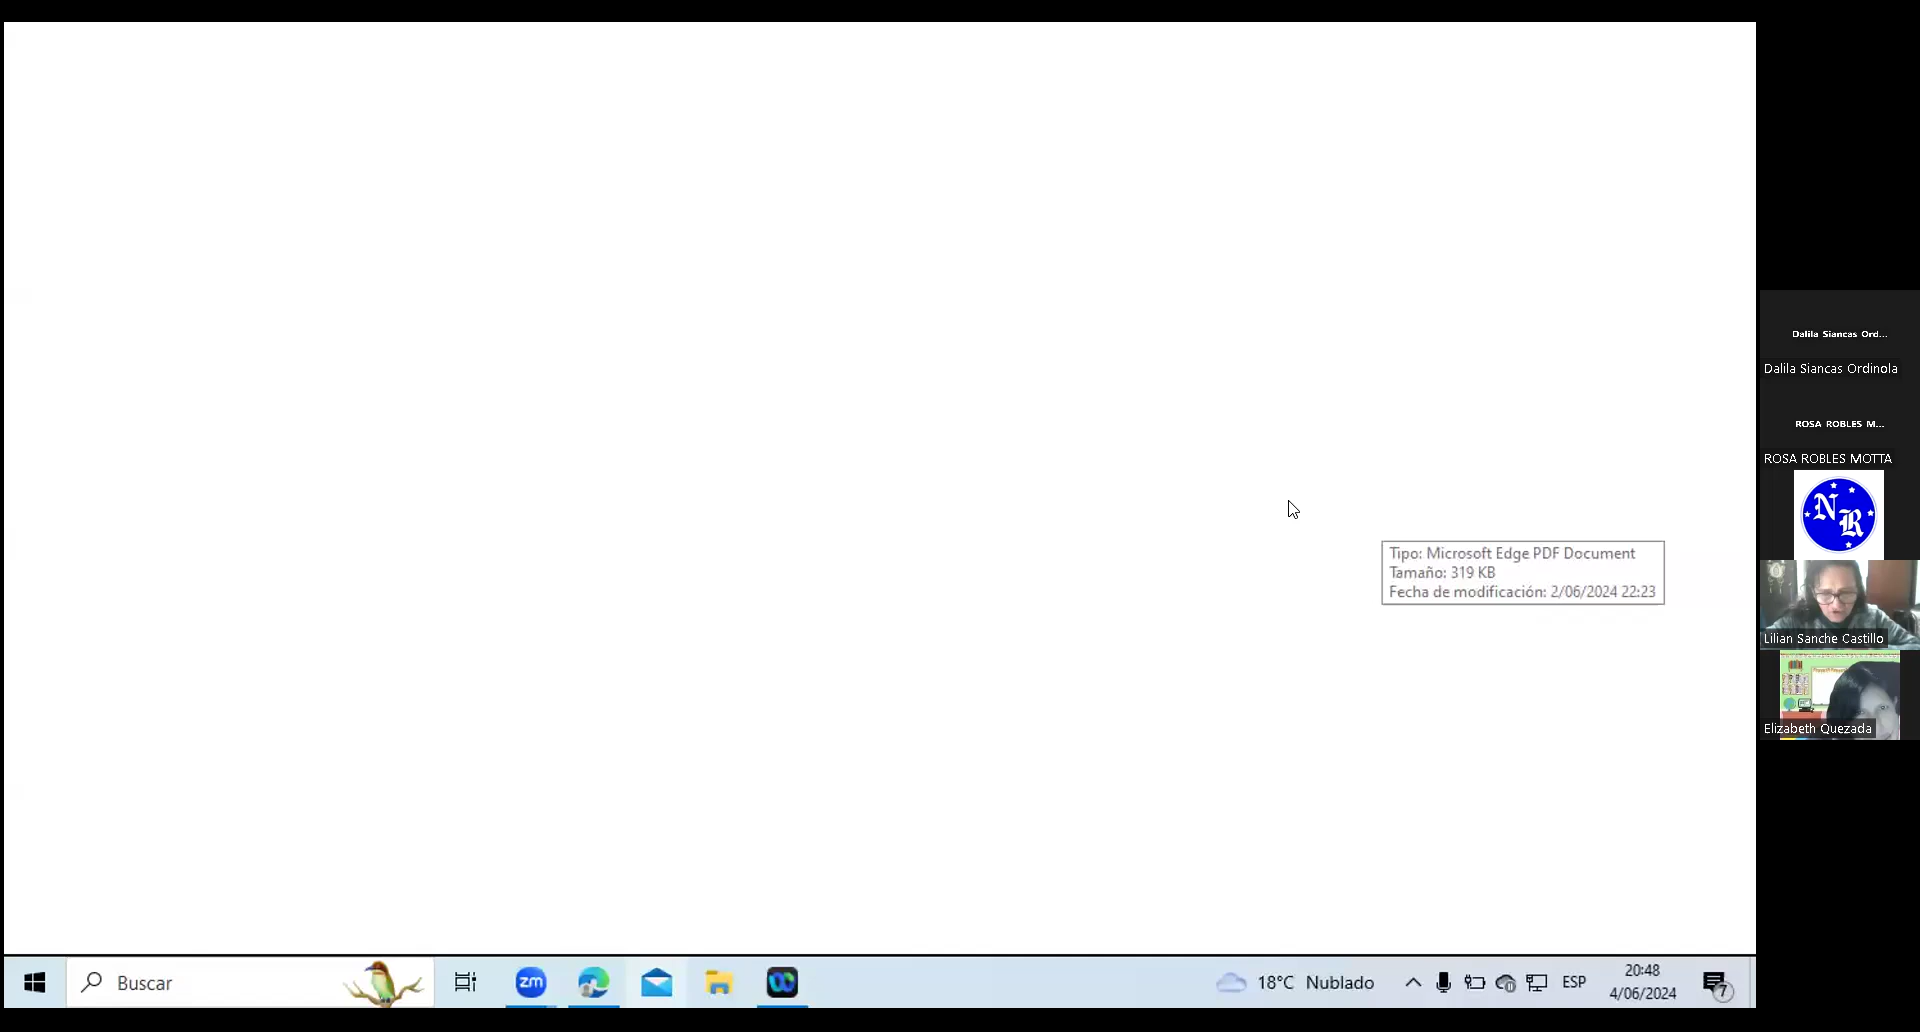 Dalila Siancas Ord...
Dalila Siancas Ordinola
ROSA ROBLES M...
ROSA ROBLES MOTTA
N R
Tipo: Microsoft Edge PDF Document
Tamaño: 319 KB
Fecha de modificación: 2/06/2024 22:23
Lilian Sanche Castillo
Elizabeth Quezada
Buscar
zm
18°C Nublado
ESP
20:48
4/06/2024
7